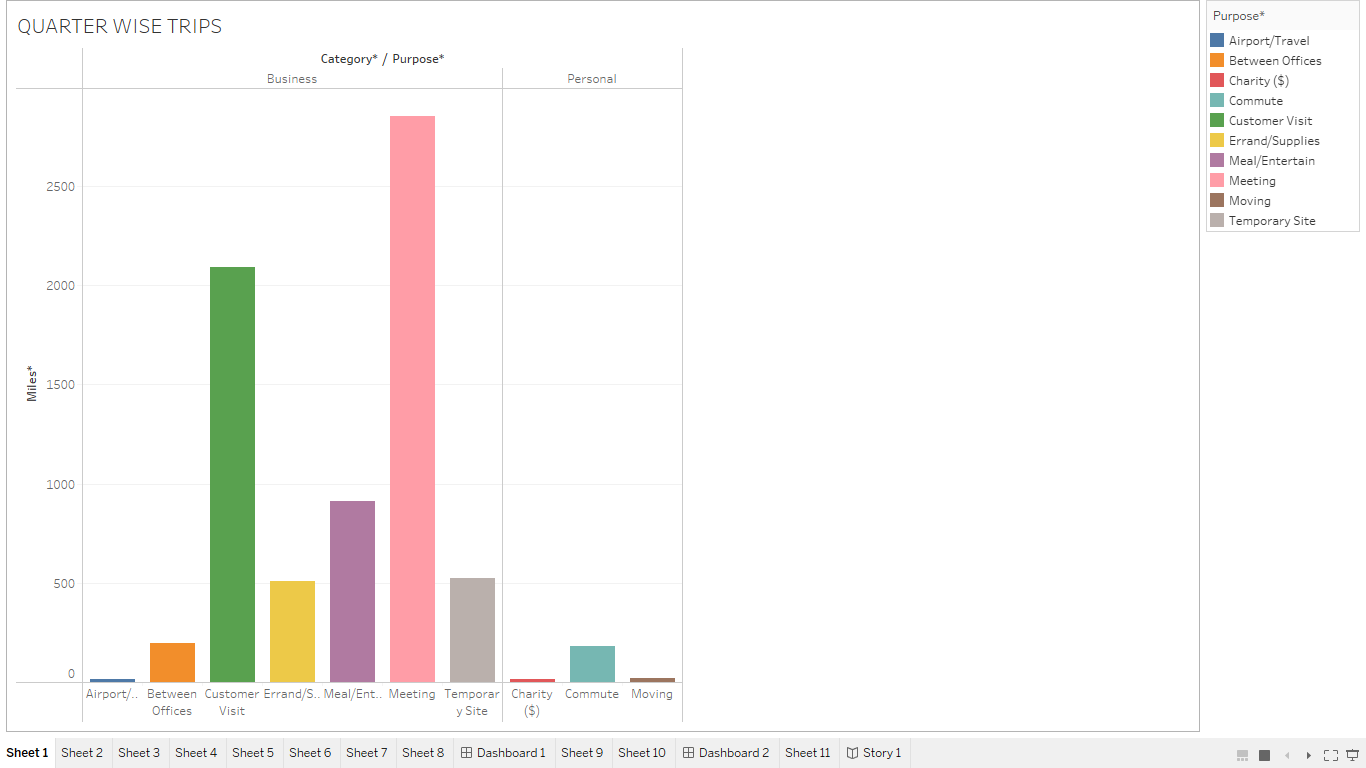 QUARTER WISE TRIPS
Category* / Purpose*
Business
Personal
Miles*
2500
2000
1500
1000
500
0
Airport/..
Between
Offices
Customer
Visit
Errand/S..
Meal/Ent..
Meeting
Temporar
y Site
Charity
($)
Commute
Moving
Purpose*
Airport/Travel
Between Offices
Charity ($)
Commute
Customer Visit
Errand/Supplies
Meal/Entertain
Meeting
Moving
Temporary Site
Sheet 1 Sheet 2 Sheet 3 Sheet 4 Sheet 5 Sheet 6 Sheet 7 Sheet 8 Dashboard 1 Sheet 9 Sheet 10 Dashboard 2 Sheet 11 Story 1